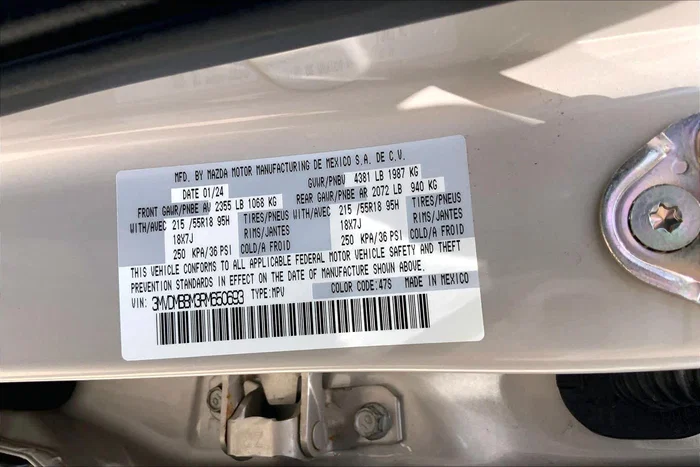 MFD. BY MAZDA MOTOR MANUFACTURING DE MEXICO S.A. DE C.V.
DATE 01/24 GVWR/PNBV 4381 LB 1987 KG
FRONT GAWR/PNBE AV 2355 LB 1068 KG REAR GAWR/PNBE AR 2072 LB 940 KG
WITH/AVEC 215 /55R18 95H TIRES/PNEUS WITH/AVEC 215 /55R18 95H TIRES/PNEUS
18X7J RIMS/JANTES 18X7J RIMS/JANTES
250 KPA/36 PSI COLD/A FROID 250 KPA/36 PSI COLD/A FROID
THIS VEHICLE CONFORMS TO ALL APPLICABLE FEDERAL MOTOR VEHICLE SAFETY AND THEFT
PREVENTION STANDARDS IN EFFECT ON THE DATE OF MANUFACTURE SHOWN ABOVE.
VIN: 3MVDMBBM3RM650693 TYPE:MPV COLOR CODE:47S MADE IN MEXICO